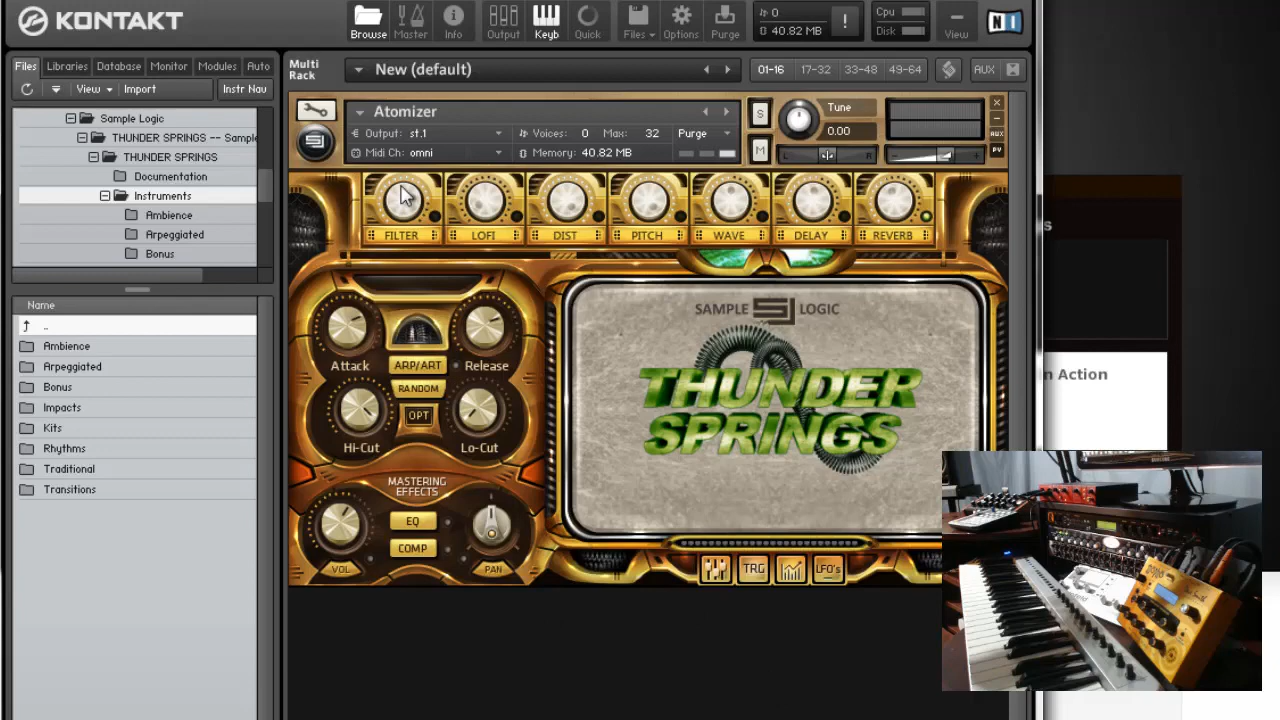 KONTAKT
Browse Master Info Output Keyb Quick Files Options Purge
0
40.82 MB
!
Cpu
Disk
View
NI
Files Libraries Database Monitor Modules Auto
View Import Instr Nav
Sample Logic
THUNDER SPRINGS -- Sample
THUNDER SPRINGS
Documentation
Instruments
Ambience
Arpeggiated
Bonus
Name
..
Ambience
Arpeggiated
Bonus
Impacts
Kits
Rhythms
Traditional
Transitions
Multi Rack
New (default)
01-16 17-32 33-48 49-64 AUX
Atomizer
Output: st.1 Voices: 0 Max: 32 Purge
Midi Ch: omni Memory: 40.82 MB
S
M
Tune
0.00
L R
AUX
PV
FILTER LOFI DIST PITCH WAVE DELAY REVERB
Attack ARP/ART Release
RANDOM
OPT
Hi-Cut Lo-Cut
MASTERING
EFFECTS
EQ
COMP
VOL PAN
SAMPLE SL LOGIC
THUNDER
SPRINGS
TRG LFO's
s
n Action